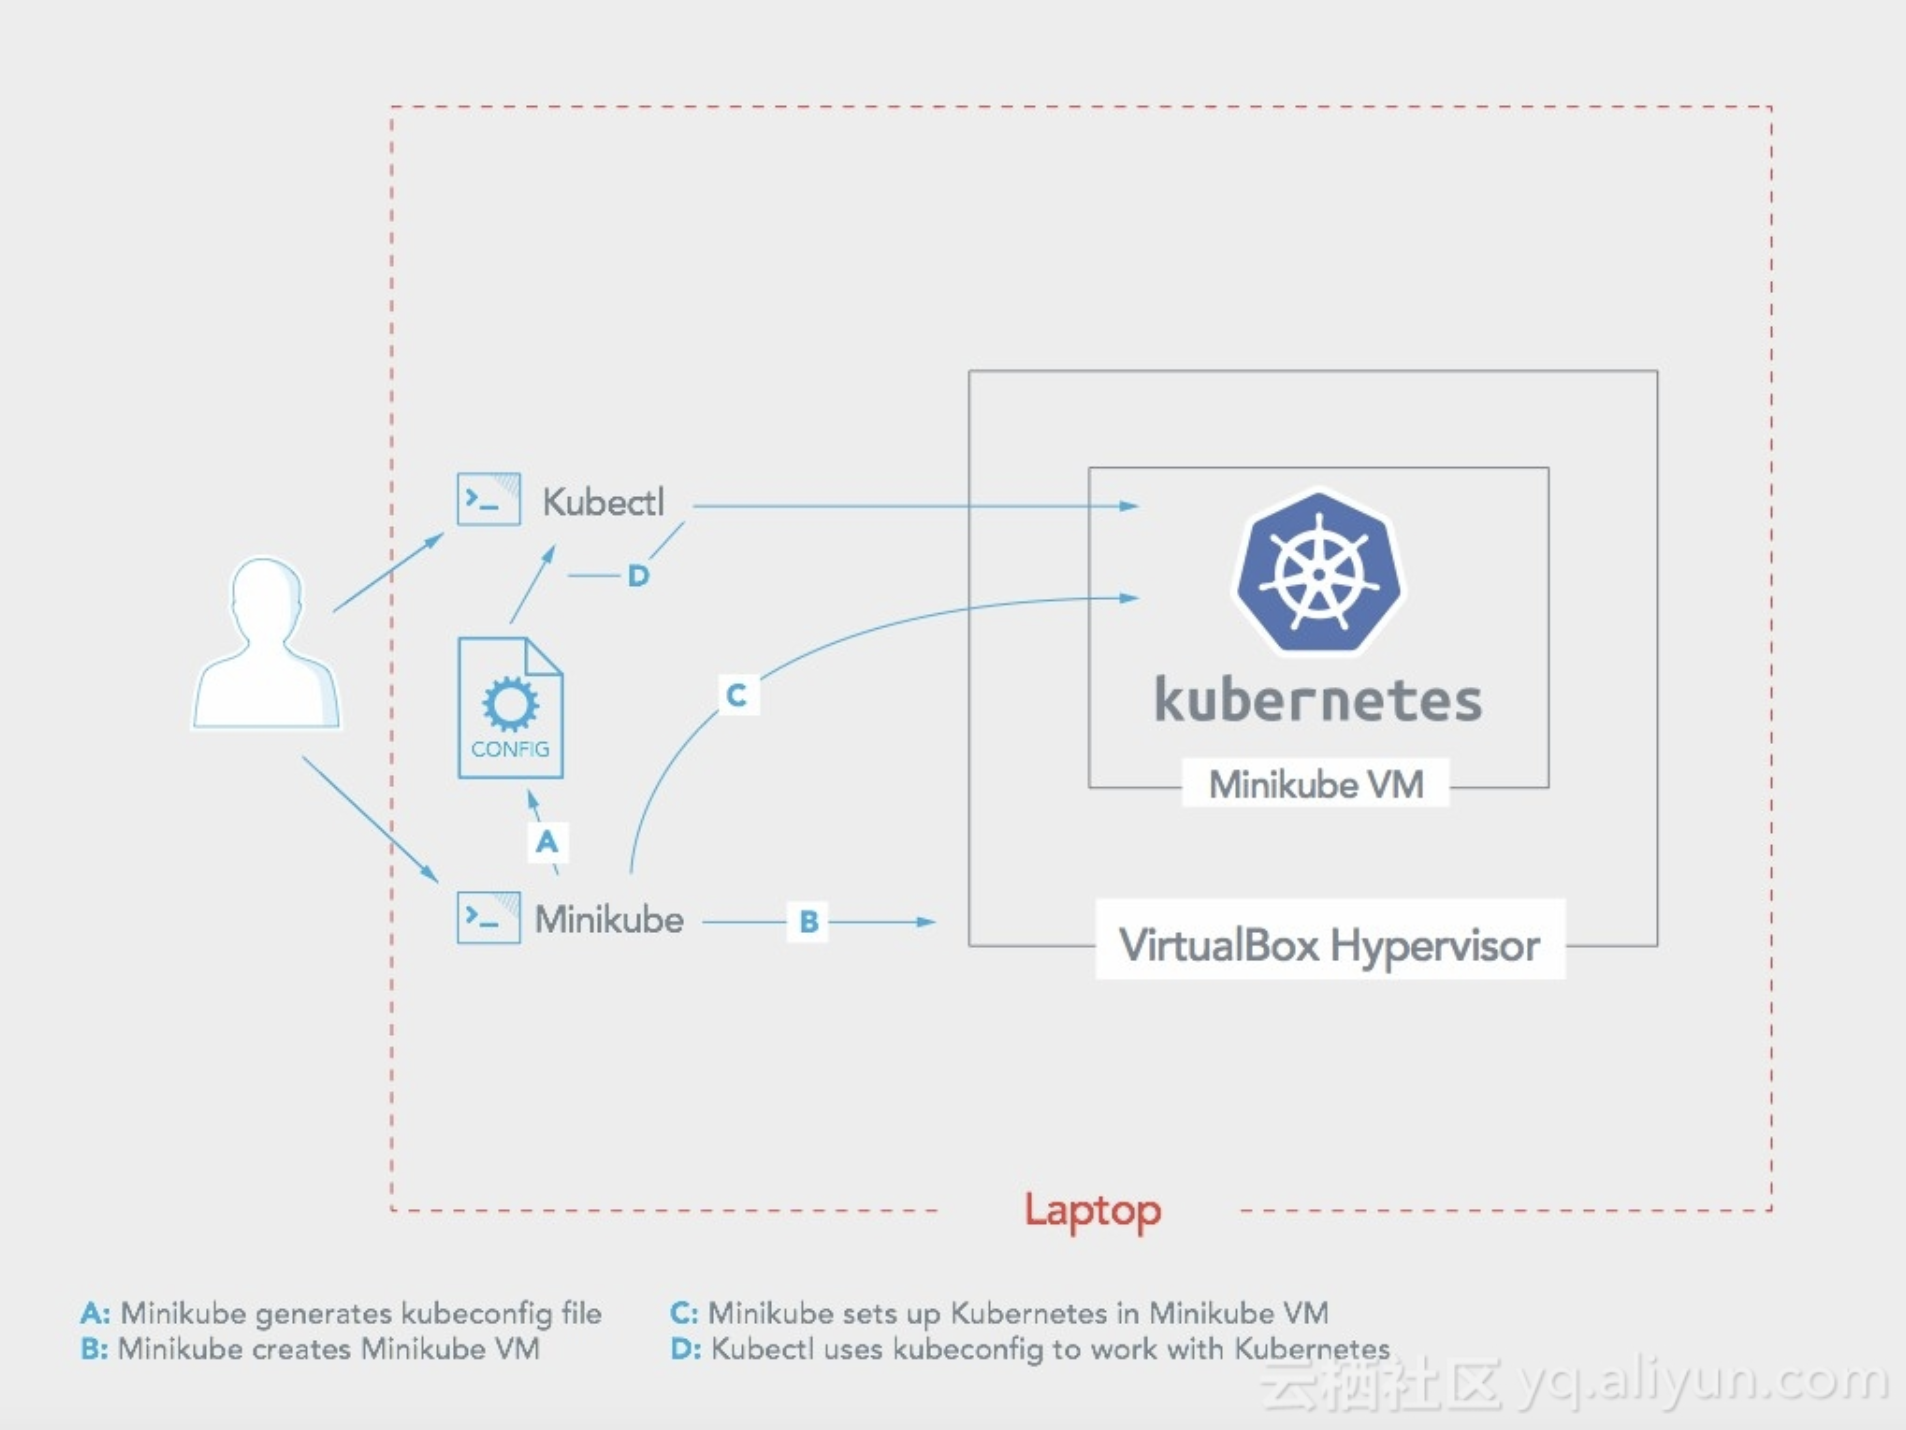 Kubectl
D
CONFIG
C
kubernetes
Minikube VM
A
Minikube
B
VirtualBox Hypervisor
Laptop
A: Minikube generates kubeconfig file
B: Minikube creates Minikube VM
C: Minikube sets up Kubernetes in Minikube VM
D: Kubectl uses kubeconfig to work with Kubernetes
云栖社区 yq.aliyun.com